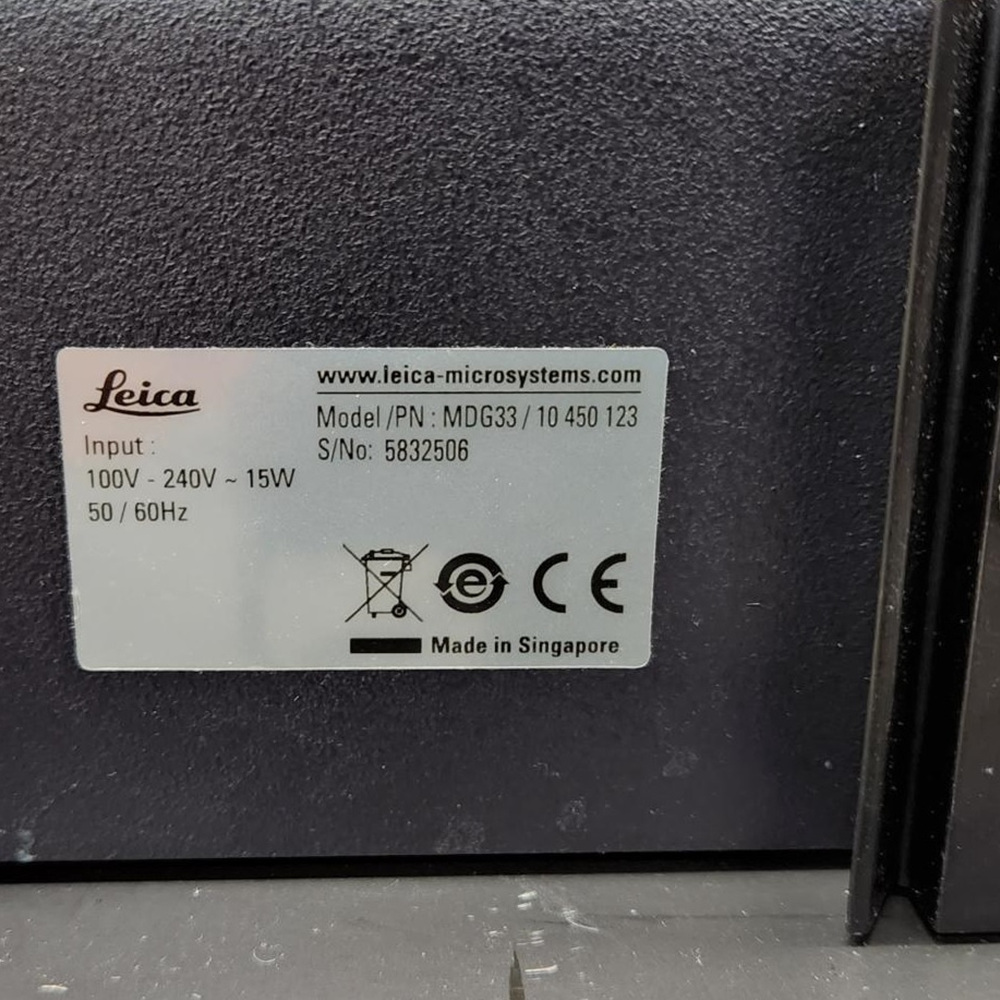 Leica
www.leica-microsystems.com
Model /PN : MDG33 / 10 450 123
S/No: 5832506
Input :
100V - 240V ~ 15W
50 / 60Hz
e
CE
Made in Singapore